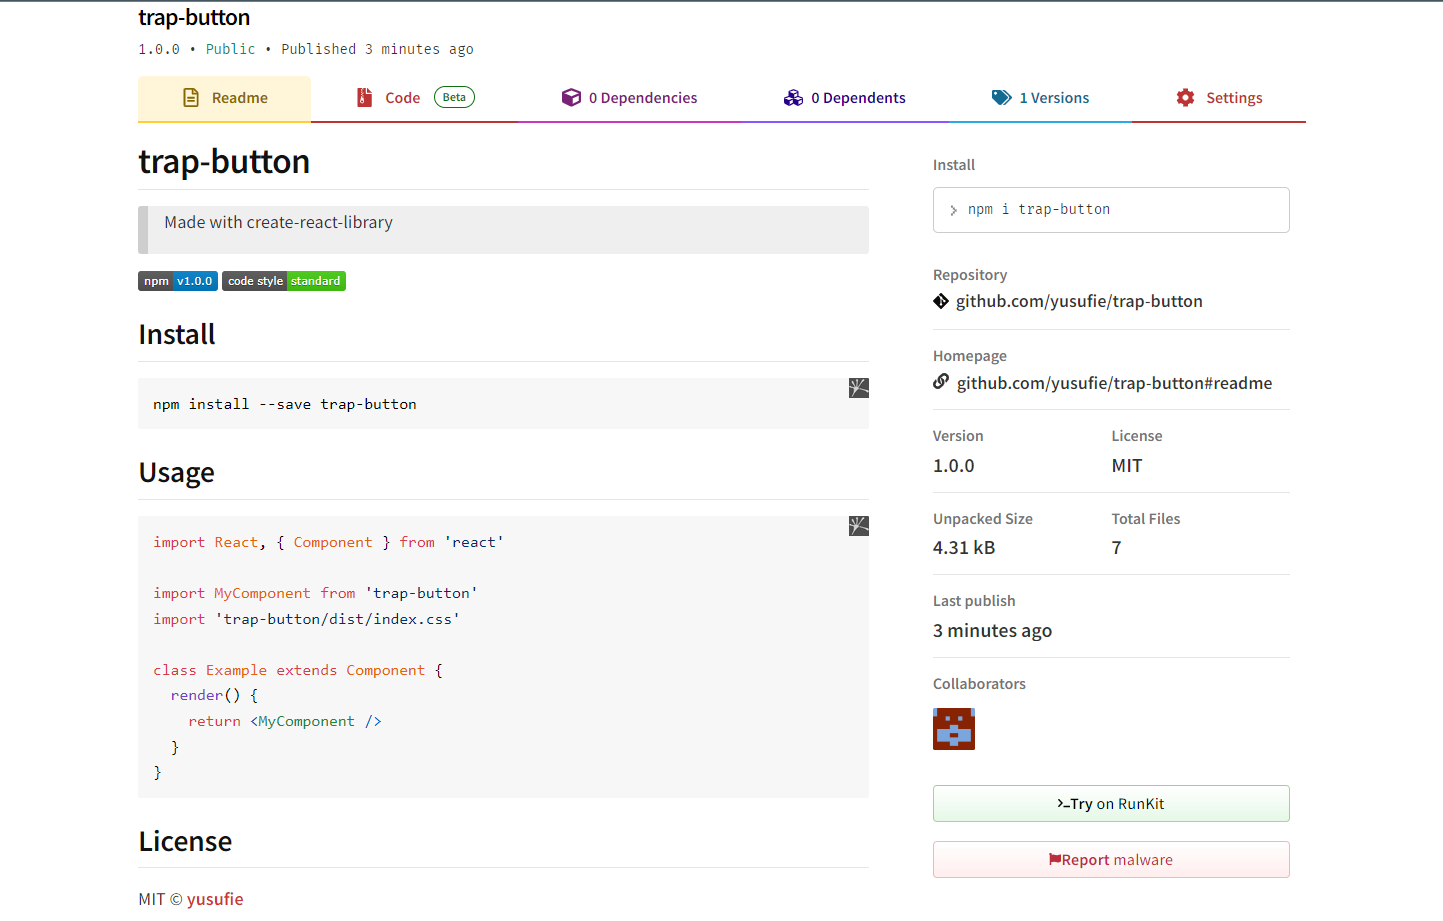 trap-button
1.0.0 • Public • Published 3 minutes ago
Readme
Code Beta
0 Dependencies
0 Dependents
1 Versions
Settings
trap-button
Made with create-react-library
npm v1.0.0 code style standard
Install
npm install --save trap-button
Usage
import React, { Component } from 'react'
import MyComponent from 'trap-button'
import 'trap-button/dist/index.css'
class Example extends Component {
render() {
return <MyComponent />
}
}
License
MIT © yusufie
Install
> npm i trap-button
Repository
github.com/yusufie/trap-button
Homepage
github.com/yusufie/trap-button#readme
Version
1.0.0
License
MIT
Unpacked Size
4.31 kB
Total Files
7
Last publish
3 minutes ago
Collaborators
Try on RunKit
Report malware